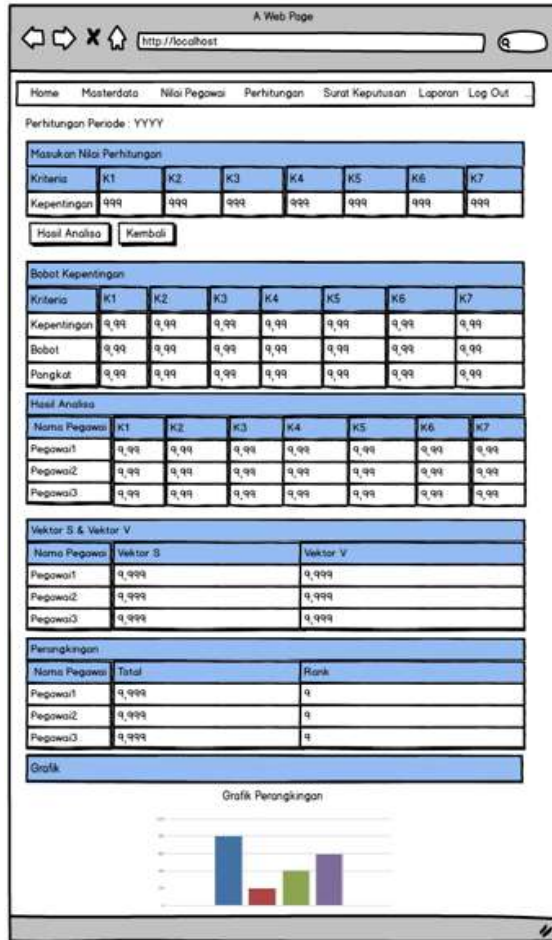 A Web Page
http://localhost
Home Masterdata Nilai Pegawai Perhitungan Surat Keputusan Laporan Log Out ...
Perhitungan Periode : YYYY
Masukan Nilai Perhitungan
Kriteria K1 K2 K3 K4 K5 K6 K7
Kepentingan 999 999 999 999 999 999 999
Hasil Analisa Kembali
Bobot Kepentingan
Kriteria K1 K2 K3 K4 K5 K6 K7
Kepentingan 9,99 9,99 9,99 9,99 9,99 9,99 9,99
Bobot 9,99 9,99 9,99 9,99 9,99 9,99 9,99
Pangkat 9,99 9,99 9,99 9,99 9,99 9,99 9,99
Hasil Analisa
Nama Pegawai K1 K2 K3 K4 K5 K6 K7
Pegawai1 9,99 9,99 9,99 9,99 9,99 9,99 9,99
Pegawai2 9,99 9,99 9,99 9,99 9,99 9,99 9,99
Pegawai3 9,99 9,99 9,99 9,99 9,99 9,99 9,99
Vektor S & Vektor V
Nama Pegawai Vektor S Vektor V
Pegawai1 9,999 9,999
Pegawai2 9,999 9,999
Pegawai3 9,999 9,999
Perangkingan
Nama Pegawai Total Rank
Pegawai1 9,999 9
Pegawai2 9,999 9
Pegawai3 9,999 9
Grafik
Grafik Perangkingan